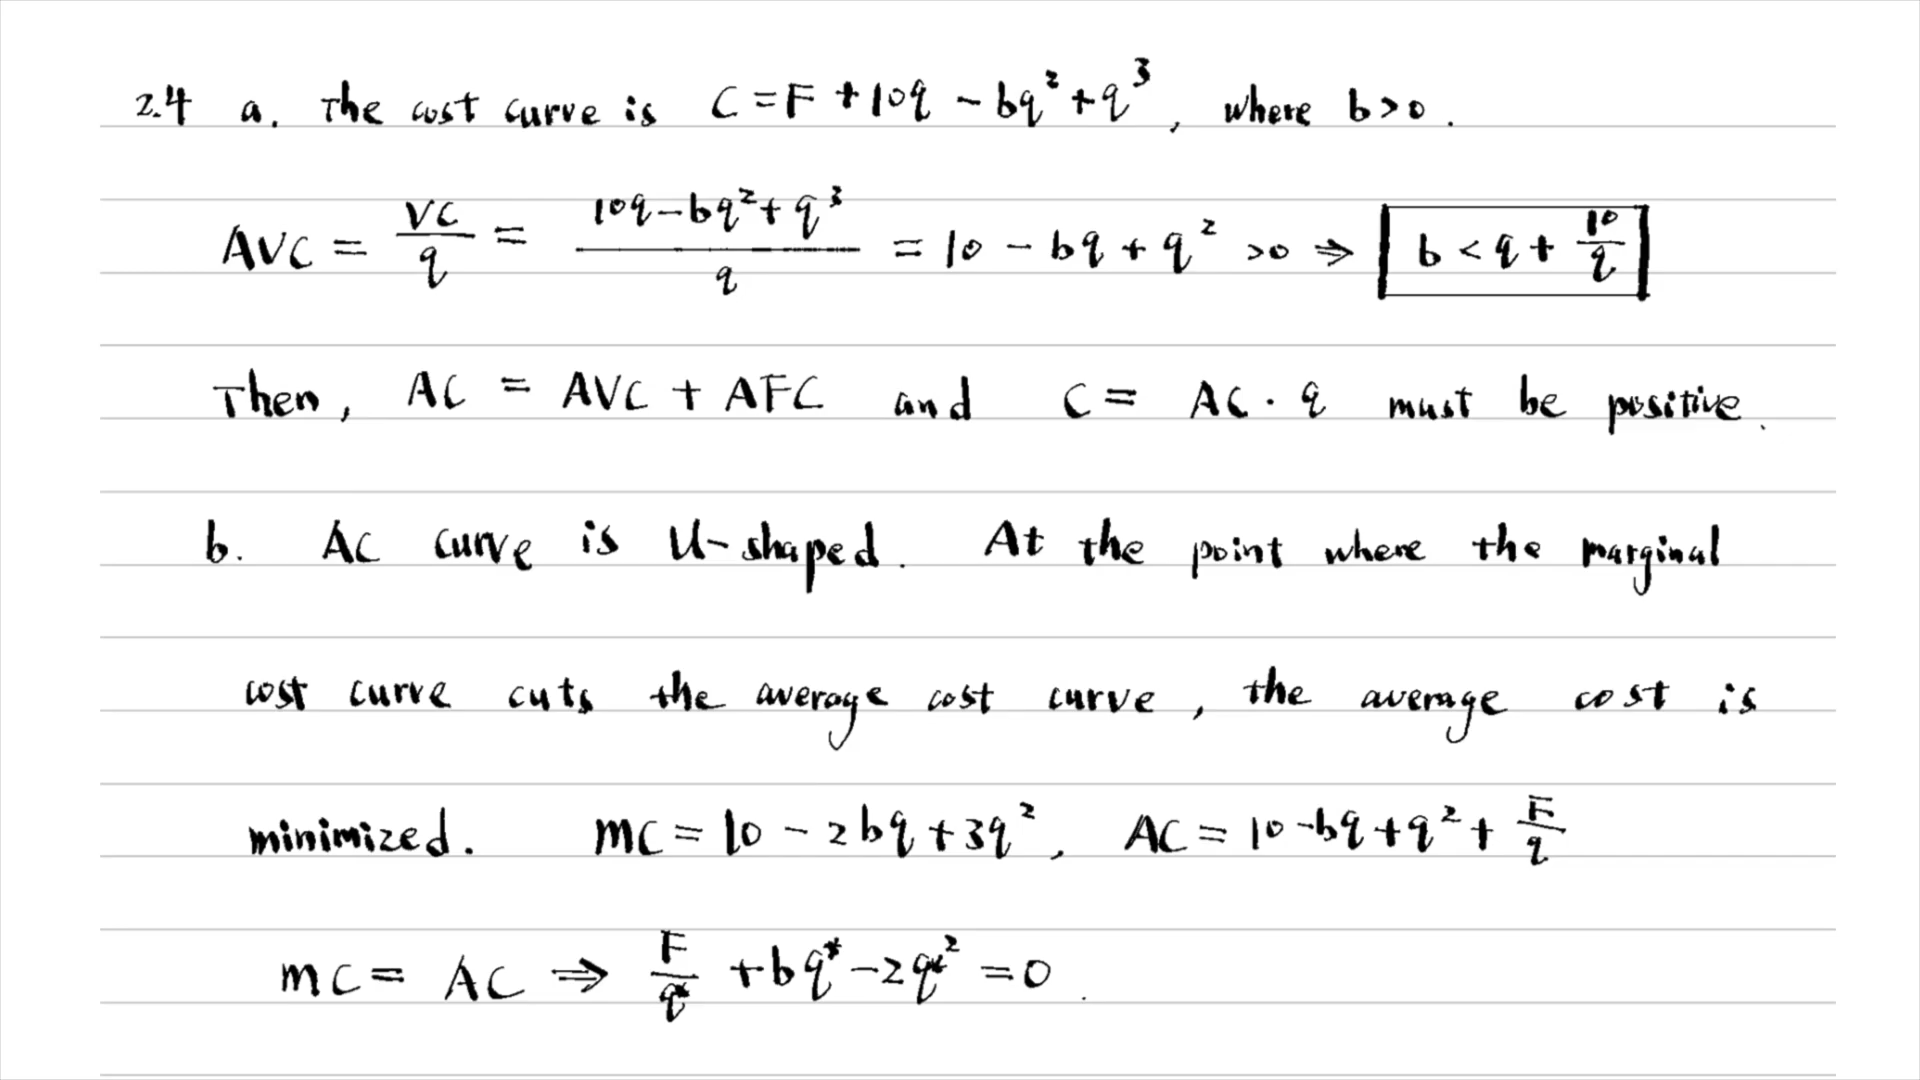 2.4 a. The cost curve is C = F + 10q - bq² + q³, where b > 0.
AVC = VC/q = (10q - bq² + q³)/q = 10 - bq + q² > 0 ⇒ b < q + 10/q
Then, AC = AVC + AFC and C = AC · q must be positive.
b. AC curve is U-shaped. At the point where the marginal
cost curve cuts the average cost curve, the average cost is
minimized. MC = 10 - 2bq + 3q², AC = 10 - bq + q² + F/q
MC = AC ⇒ F/q* + bq* - 2q*² = 0.